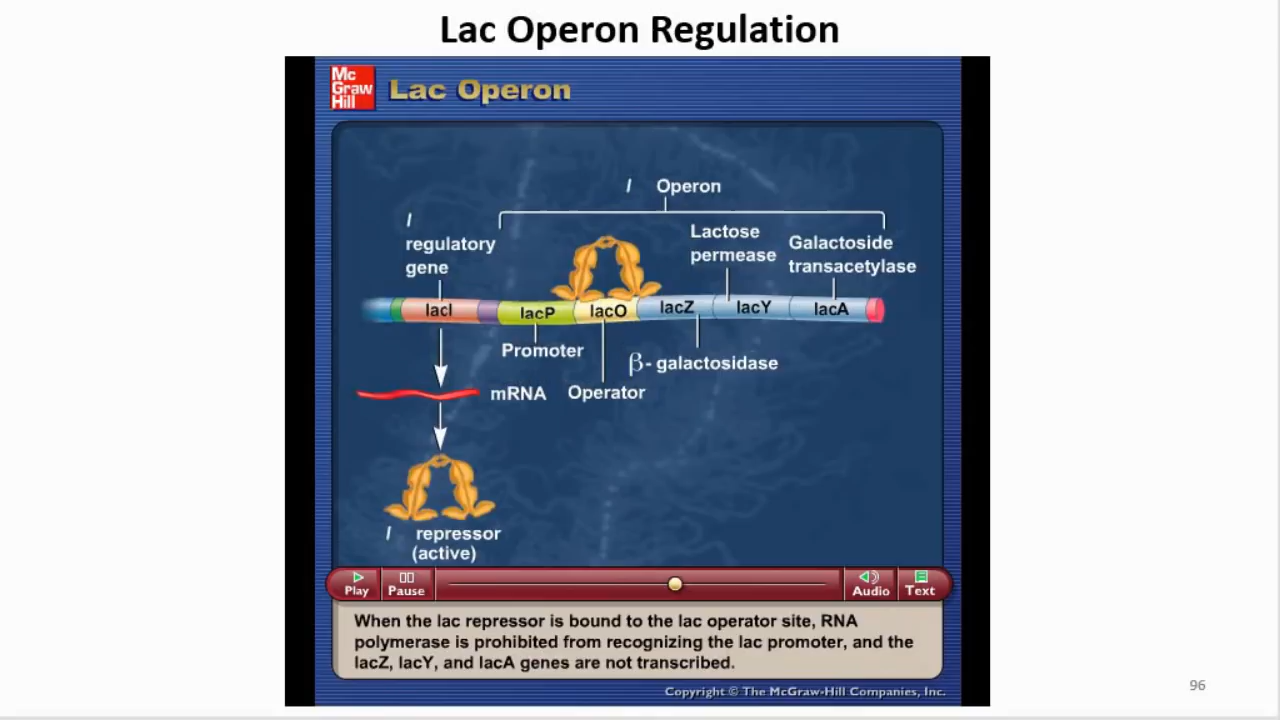 Lac Operon Regulation
Mc
Graw
Hill
Lac Operon
l Operon
l
regulatory
gene
Lactose
permease
Galactoside
transacetylase
lacI
lacP
lacO
lacZ
lacY
lacA
Promoter
β- galactosidase
mRNA
Operator
l repressor
(active)
Play
Pause
Audio
Text
When the lac repressor is bound to the lac operator site, RNA
polymerase is prohibited from recognizing the lac promoter, and the
lacZ, lacY, and lacA genes are not transcribed.
Copyright © The McGraw-Hill Companies, Inc.
96